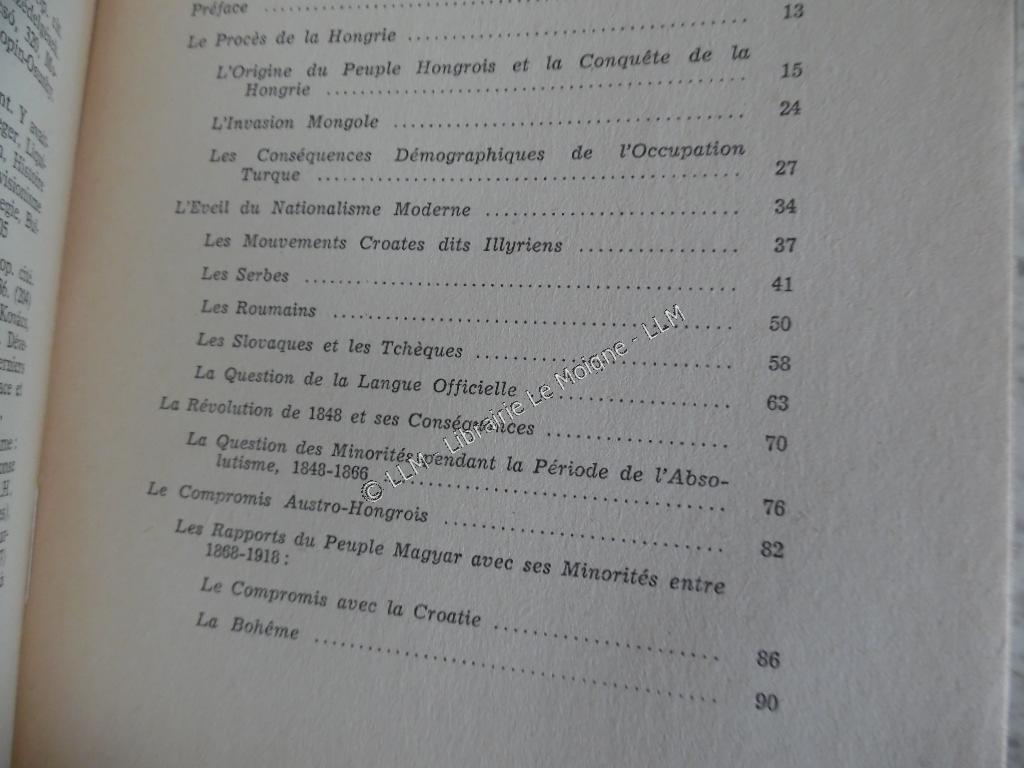 Préface
Le Procès de la Hongrie ........ 13
L'Origine du Peuple Hongrois et la Conquête de la
Hongrie ........ 15
L'Invasion Mongole ........ 24
Les Conséquences Démographiques de l'Occupation
Turque ........ 27
L'Eveil du Nationalisme Moderne ........ 34
Les Mouvements Croates dits Illyriens ........ 37
Les Serbes ........ 41
Les Roumains ........ 50
Les Slovaques et les Tchèques ........ 58
La Question de la Langue Officielle ........ 63
La Révolution de 1848 et ses Conséquences ........ 70
La Question des Minorités pendant la Période de l'Abso-
lutisme, 1848-1866 ........ 76
Le Compromis Austro-Hongrois ........ 82
Les Rapports du Peuple Magyar avec ses Minorités entre
1868-1918 :
Le Compromis avec la Croatie ........ 86
La Bohême ........ 90
© LLM - Librairie Le Moigne - LLM